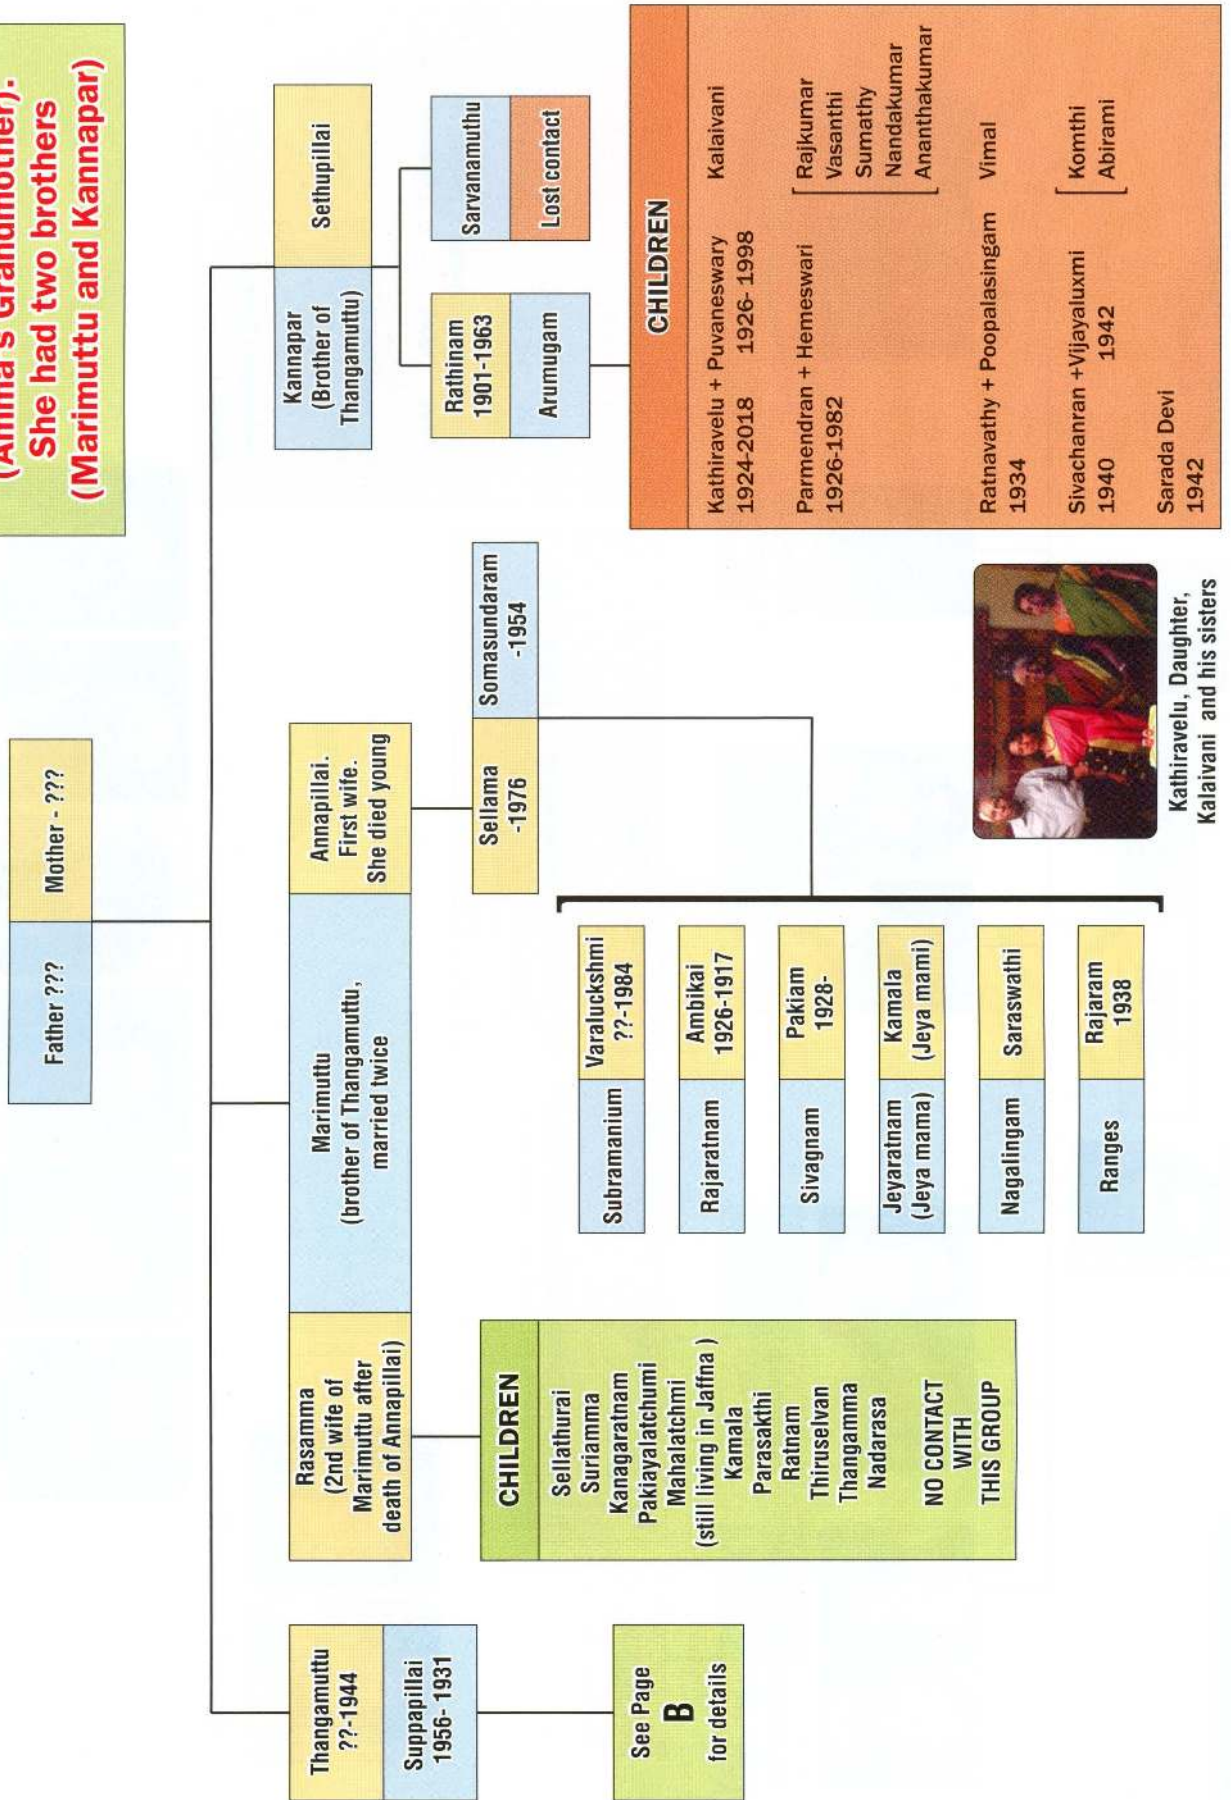 (Amma's Grandmother).
She had two brothers
(Marimuttu and Kannapar)
Father ???
Mother - ???
Thangamuttu
??-1944
Suppapillai
1956- 1931
See Page
B
for details
Rasamma
(2nd wife of
Marimuttu after
death of Annapillai)
Marimuttu
(brother of Thangamuttu,
married twice
Annapillai.
First wife.
She died young
Kannapar
(Brother of
Thangamuttu)
Sethupillai
CHILDREN
Sellathurai
Suriamma
Kanagaratnam
Pakiayalatchumi
Mahalatchmi
(still living in Jaffna )
Kamala
Parasakthi
Ratnam
Thiruselvan
Thangamma
Nadarasa
NO CONTACT
WITH
THIS GROUP
Sellama
-1976
Somasundaram
-1954
Subramanium
Varaluckshmi
??-1984
Rajaratnam
Ambikai
1926-1917
Sivagnam
Pakiam
1928-
Jeyaratnam
(Jeya mama)
Kamala
(Jeya mami)
Nagalingam
Saraswathi
Ranges
Rajaram
1938
Rathinam
1901-1963
Arumugam
Sarvanamuthu
Lost contact
CHILDREN
Kathiravelu + Puvaneswary Kalaivani
1924-2018 1926- 1998
Parmendran + Hemeswari Rajkumar
1926-1982 Vasanthi
Sumathy
Nandakumar
Ananthakumar
Ratnavathy + Poopalasingam Vimal
1934
Sivachanran +Vijayaluxmi Komthi
1940 1942 Abirami
Sarada Devi
1942
Kathiravelu, Daughter,
Kalaivani and his sisters